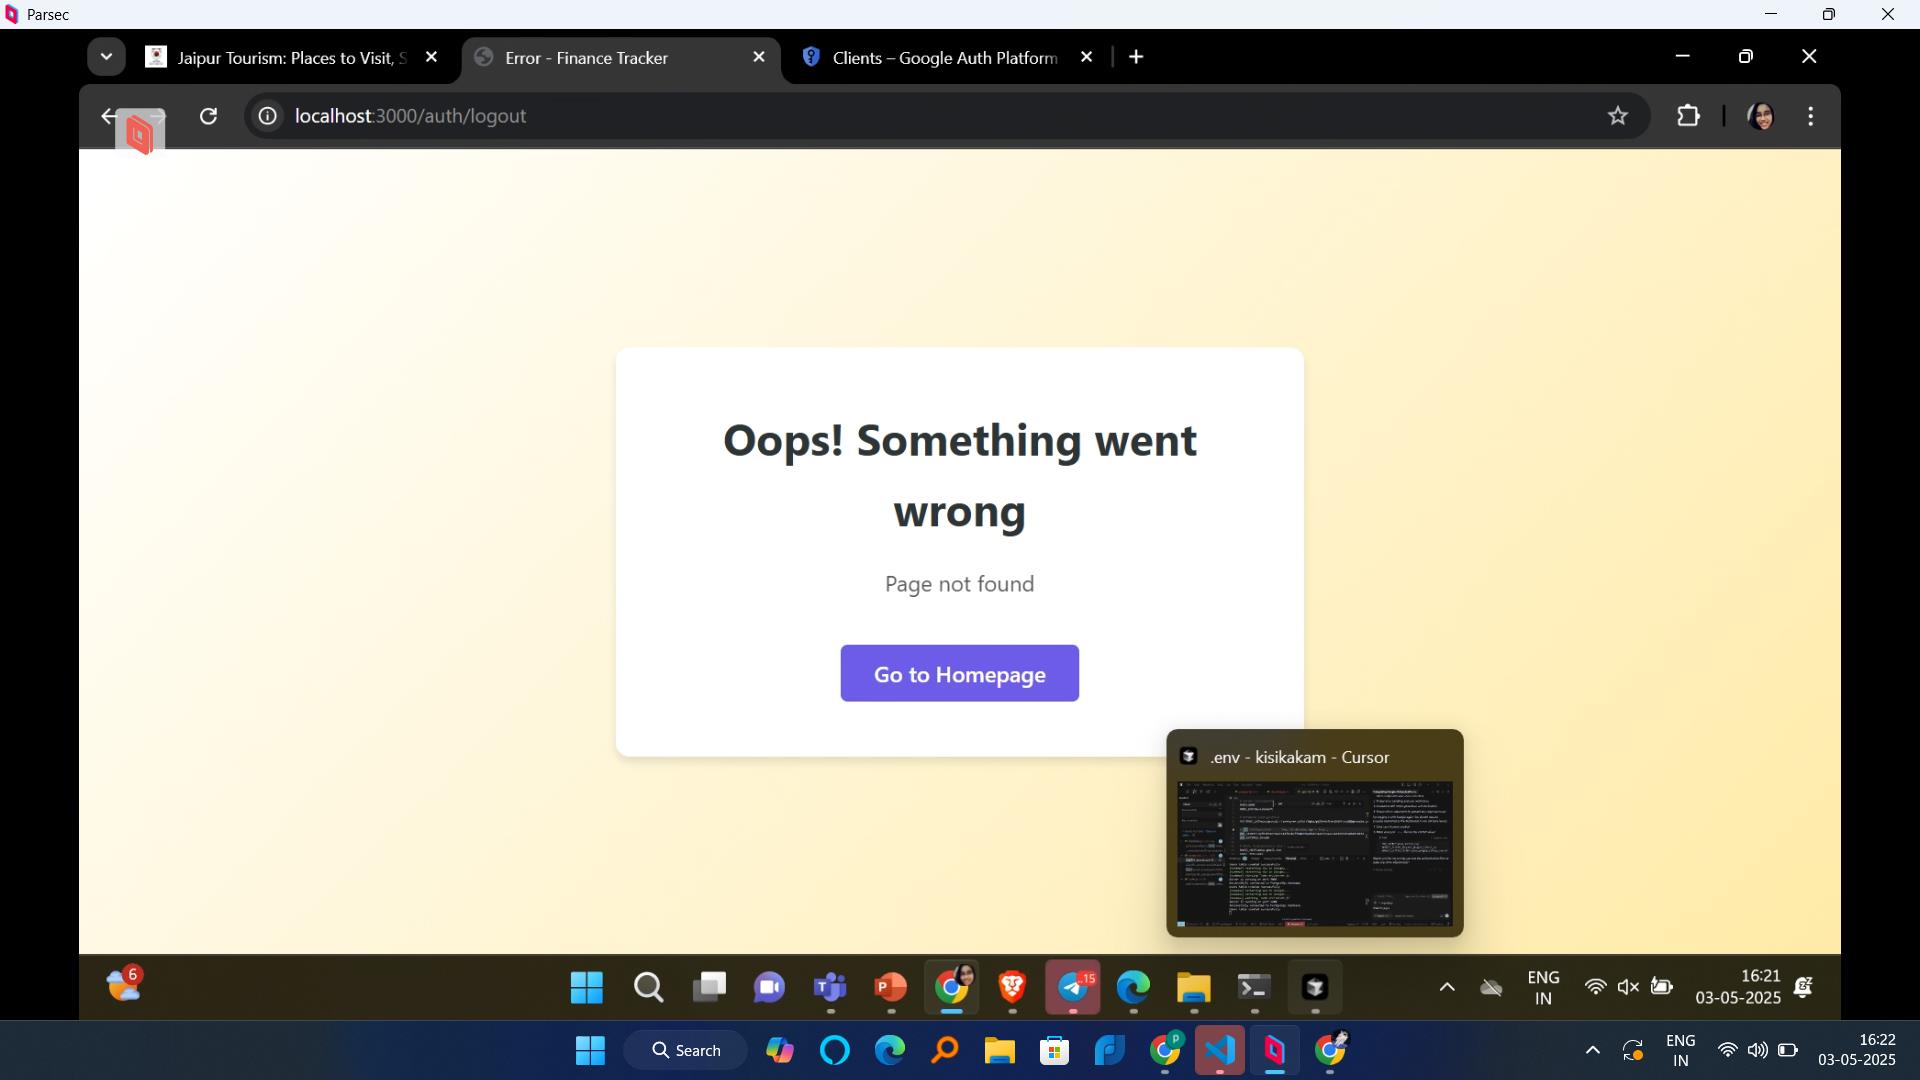 Parsec
Jaipur Tourism: Places to Visit, S
Error - Finance Tracker
Clients – Google Auth Platform
localhost:3000/auth/logout
Oops! Something went
wrong
Page not found
Go to Homepage
.env - kisikakam - Cursor
6
15
ENG
IN
16:21
03-05-2025
Search
P
ENG
IN
16:22
03-05-2025